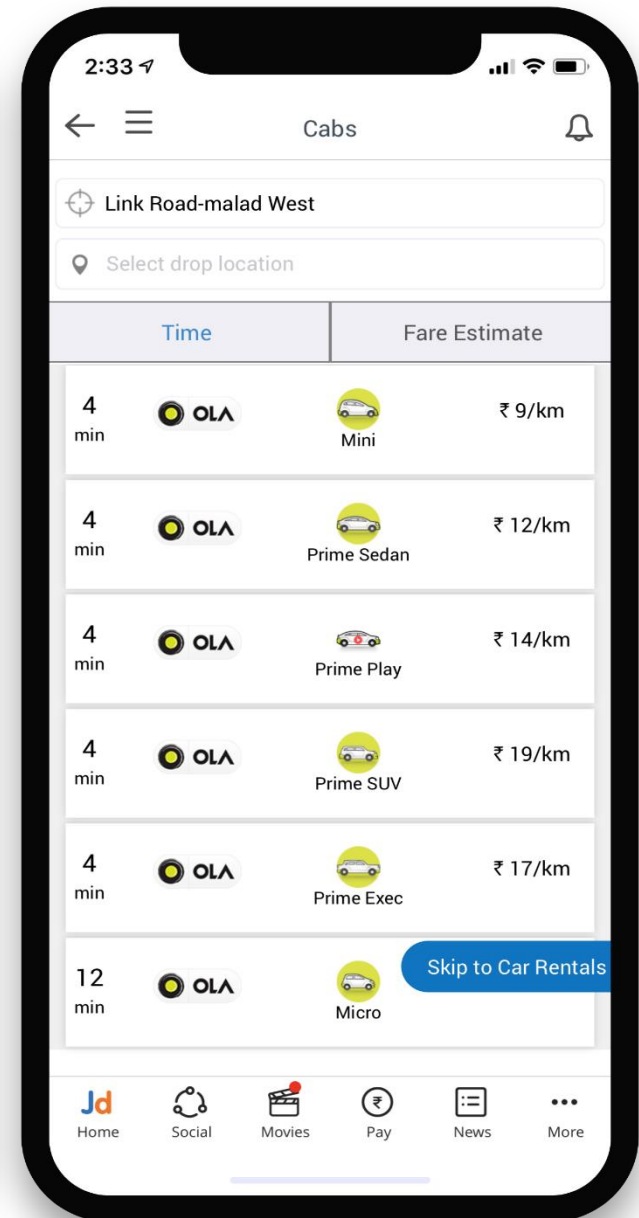 2:33
Cabs
Link Road-malad West
Select drop location
Time
Fare Estimate
4
min
OLA
Mini
₹ 9/km
4
min
OLA
Prime Sedan
₹ 12/km
4
min
OLA
Prime Play
₹ 14/km
4
min
OLA
Prime SUV
₹ 19/km
4
min
OLA
Prime Exec
₹ 17/km
12
min
OLA
Micro
Skip to Car Rentals
Jd
Home
Social
Movies
₹
Pay
News
More